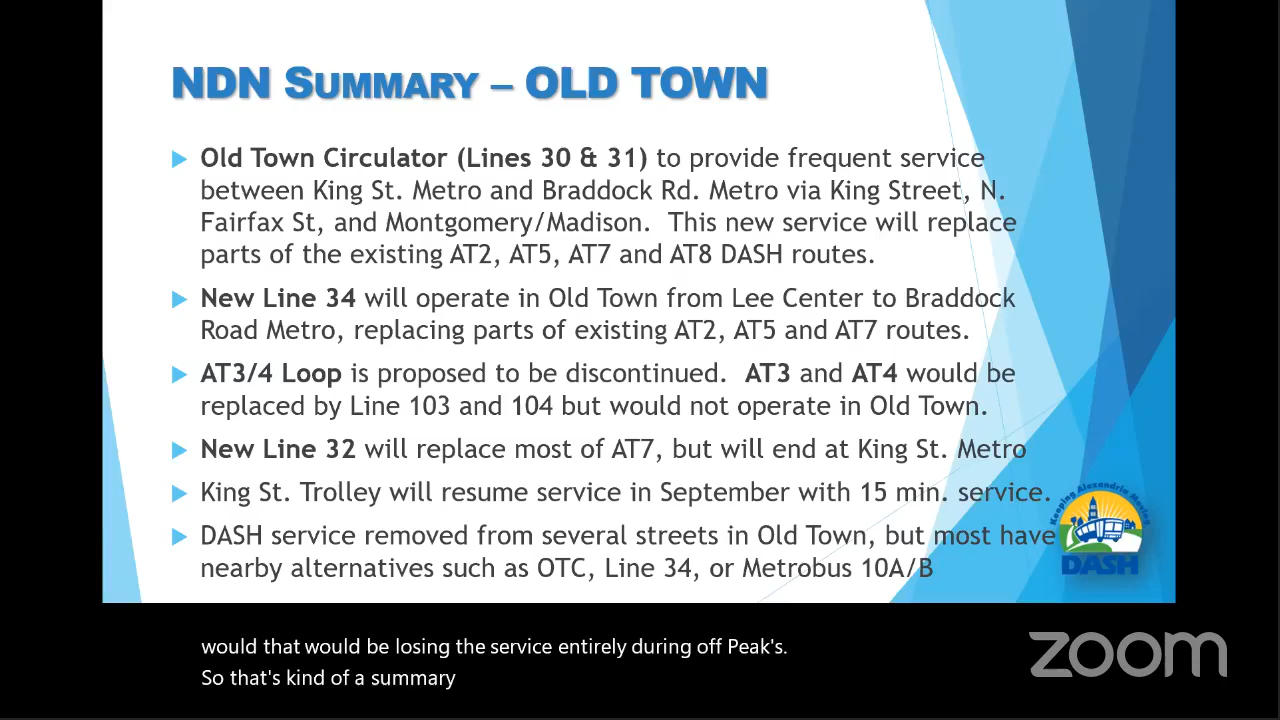 NDN SUMMARY – OLD TOWN
Old Town Circulator (Lines 30 & 31) to provide frequent service
between King St. Metro and Braddock Rd. Metro via King Street, N.
Fairfax St, and Montgomery/Madison.  This new service will replace
parts of the existing AT2, AT5, AT7 and AT8 DASH routes.
New Line 34 will operate in Old Town from Lee Center to Braddock
Road Metro, replacing parts of existing AT2, AT5 and AT7 routes.
AT3/4 Loop is proposed to be discontinued.  AT3 and AT4 would be
replaced by Line 103 and 104 but would not operate in Old Town.
New Line 32 will replace most of AT7, but will end at King St. Metro
King St. Trolley will resume service in September with 15 min. service.
DASH service removed from several streets in Old Town, but most have
nearby alternatives such as OTC, Line 34, or Metrobus 10A/B
Keeping Alexandria Moving
DASH
would that would be losing the service entirely during off Peak's.
So that's kind of a summary
zoom